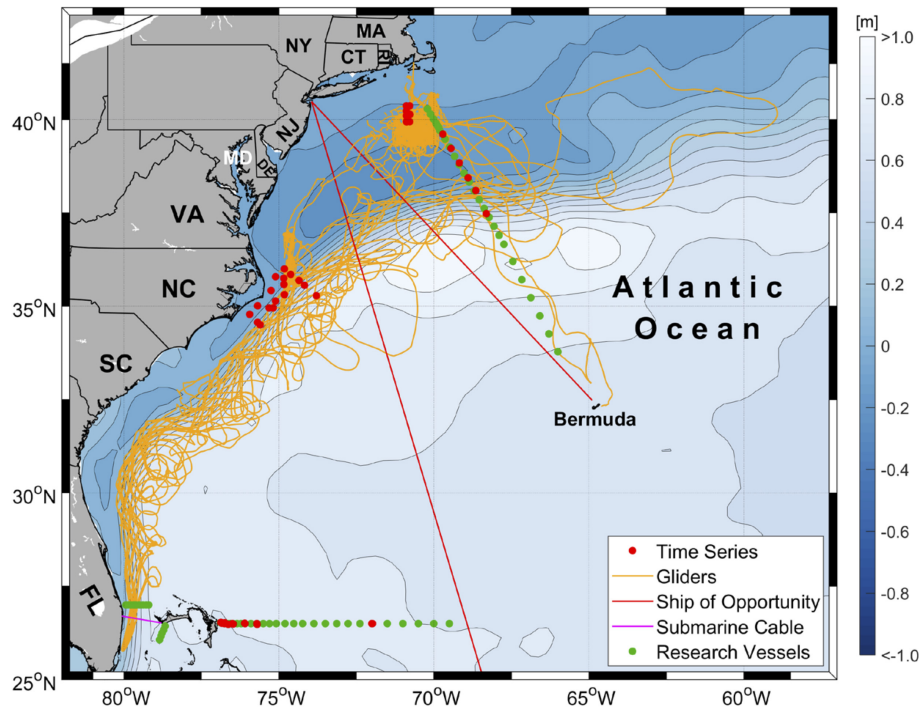 [m]
>1.0
0.8
0.6
0.4
0.2
0
-0.2
-0.4
-0.6
-0.8
<-1.0
NY
MA
CT
RI
NJ
MD
DE
VA
NC
SC
FL
Atlantic
Ocean
Bermuda
40°N
35°N
30°N
25°N
80°W
75°W
70°W
65°W
60°W
Time Series
Gliders
Ship of Opportunity
Submarine Cable
Research Vessels